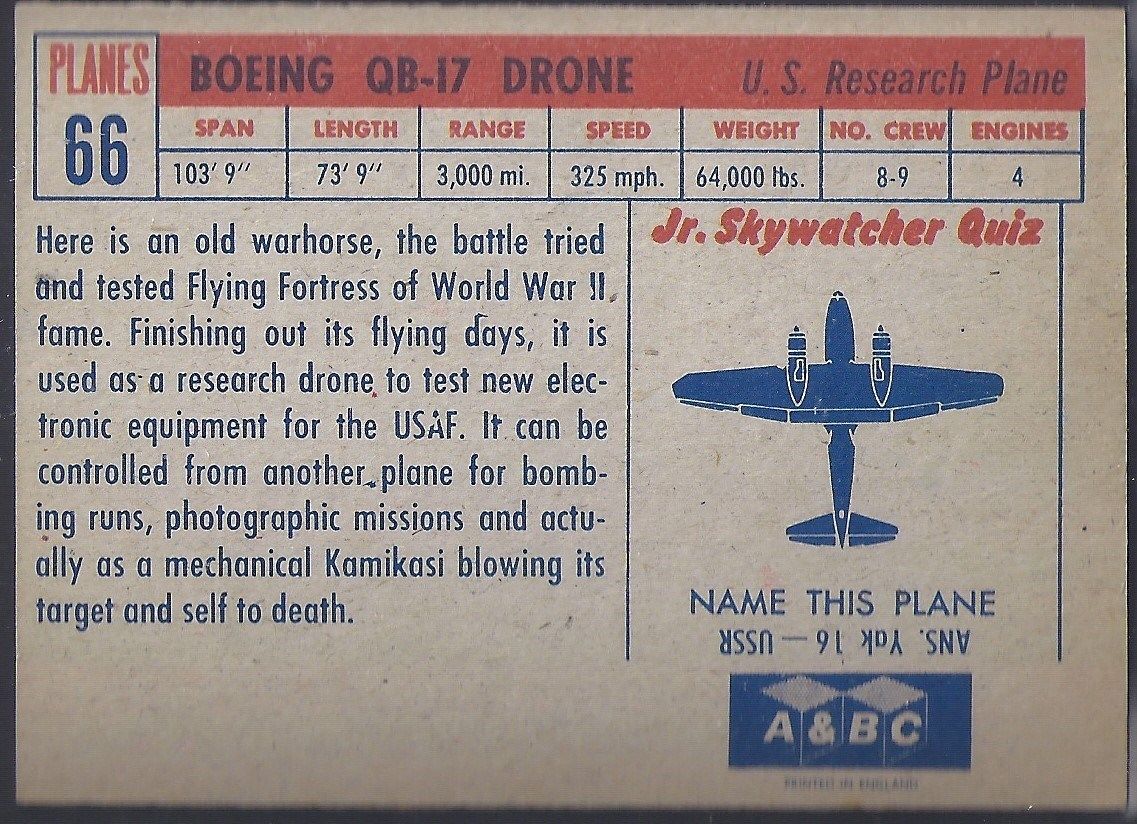 PLANES
66
BOEING QB-17 DRONE U. S. Research Plane
SPAN LENGTH RANGE SPEED WEIGHT NO. CREW ENGINES
103' 9" 73' 9" 3,000 mi. 325 mph. 64,000 lbs. 8-9 4
Here is an old warhorse, the battle tried
and tested Flying Fortress of World War II
fame. Finishing out its flying days, it is
used as a research drone to test new elec-
tronic equipment for the USAF. It can be
controlled from another plane for bomb-
ing runs, photographic missions and actu-
ally as a mechanical Kamikasi blowing its
target and self to death.
Jr. Skywatcher Quiz
NAME THIS PLANE
ANS. Yak 16 — USSR
A & B C
PRINTED IN ENGLAND